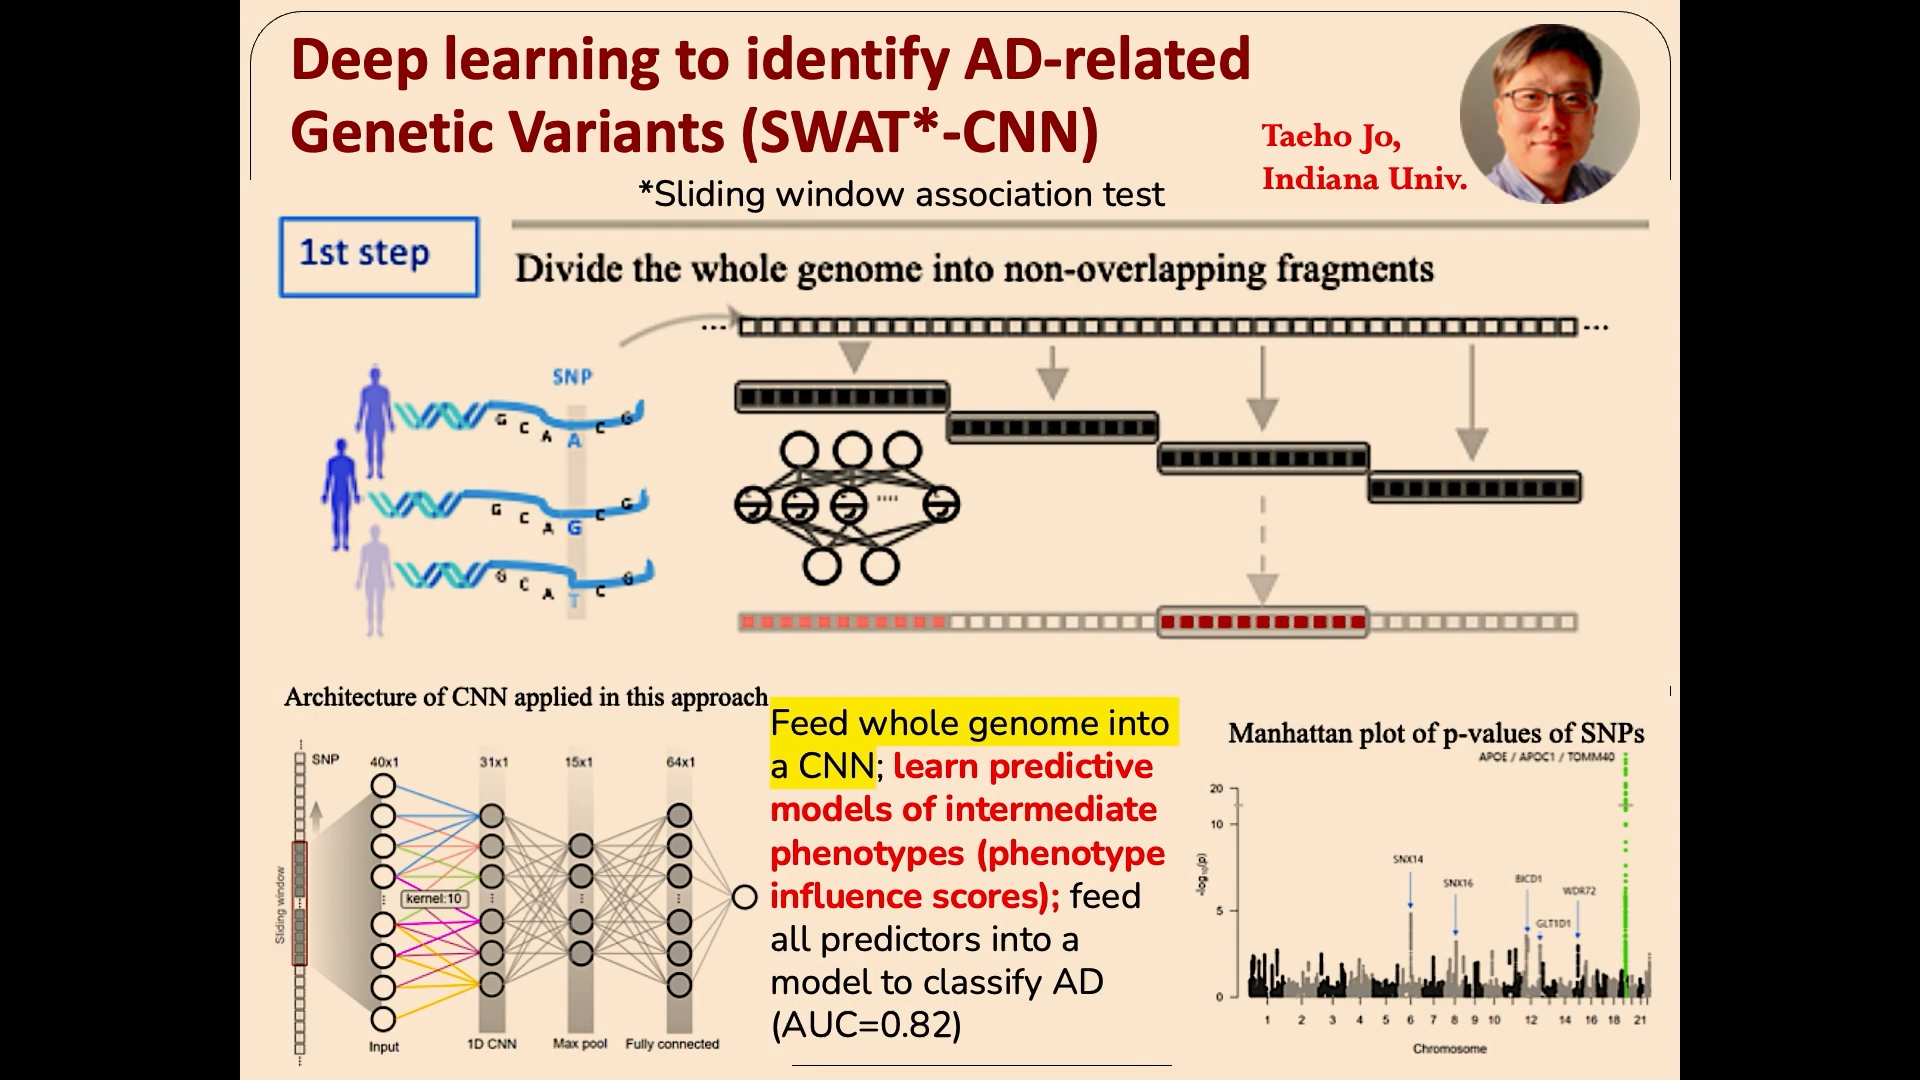 Deep learning to identify AD-related
Genetic Variants (SWAT*-CNN)
Taeho Jo,
Indiana Univ.
*Sliding window association test
1st step
Divide the whole genome into non-overlapping fragments
...
...
SNP
G C A A C G
G C A G C G
G C A T C G
....
Architecture of CNN applied in this approach
SNP
40x1
31x1
15x1
64x1
Sliding window
kernel:10
Input
1D CNN
Max pool
Fully connected
Feed whole genome into
a CNN; learn predictive
models of intermediate
phenotypes (phenotype
influence scores); feed
all predictors into a
model to classify AD
(AUC=0.82)
Manhattan plot of p-values of SNPs
APOE / APOC1 / TOMM40
20
10
5
0
-log10(p)
SNX14
SNX16
BICD1
GLT1D1
WDR72
1 2 3 4 5 6 7 8 9 10 12 14 16 18 21
Chromosome